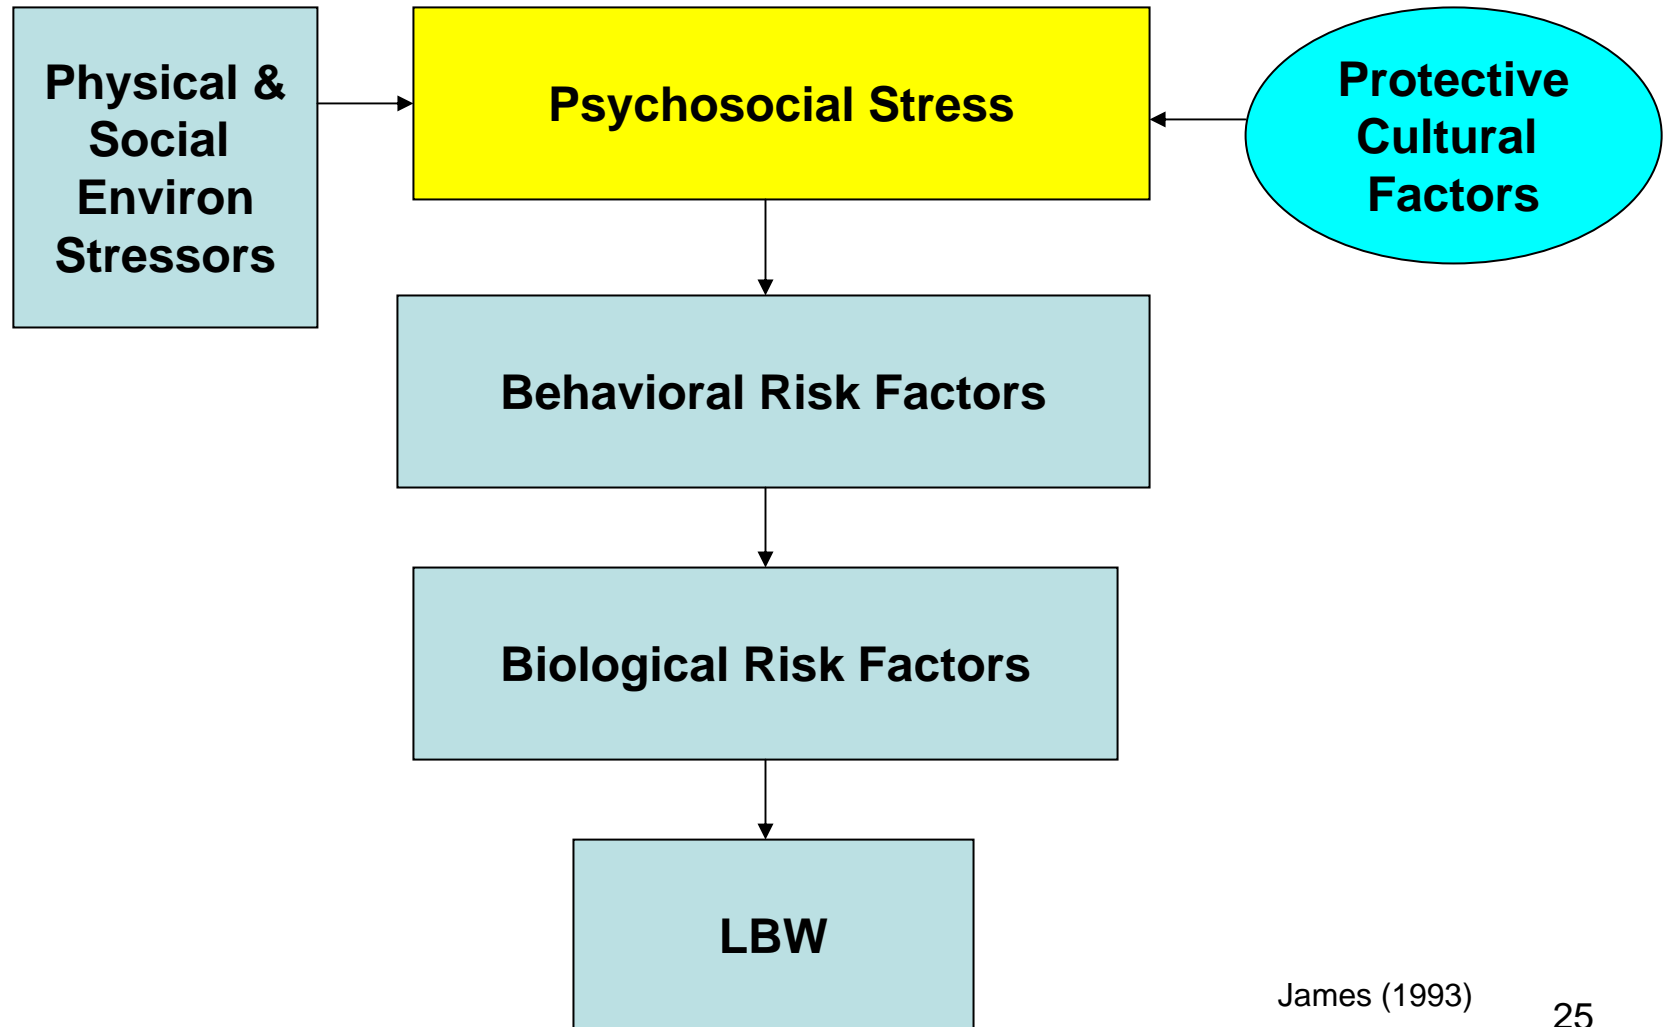 Physical &
Social
Environ
Stressors
Psychosocial Stress
Protective
Cultural
Factors
Behavioral Risk Factors
Biological Risk Factors
LBW
James (1993)
25